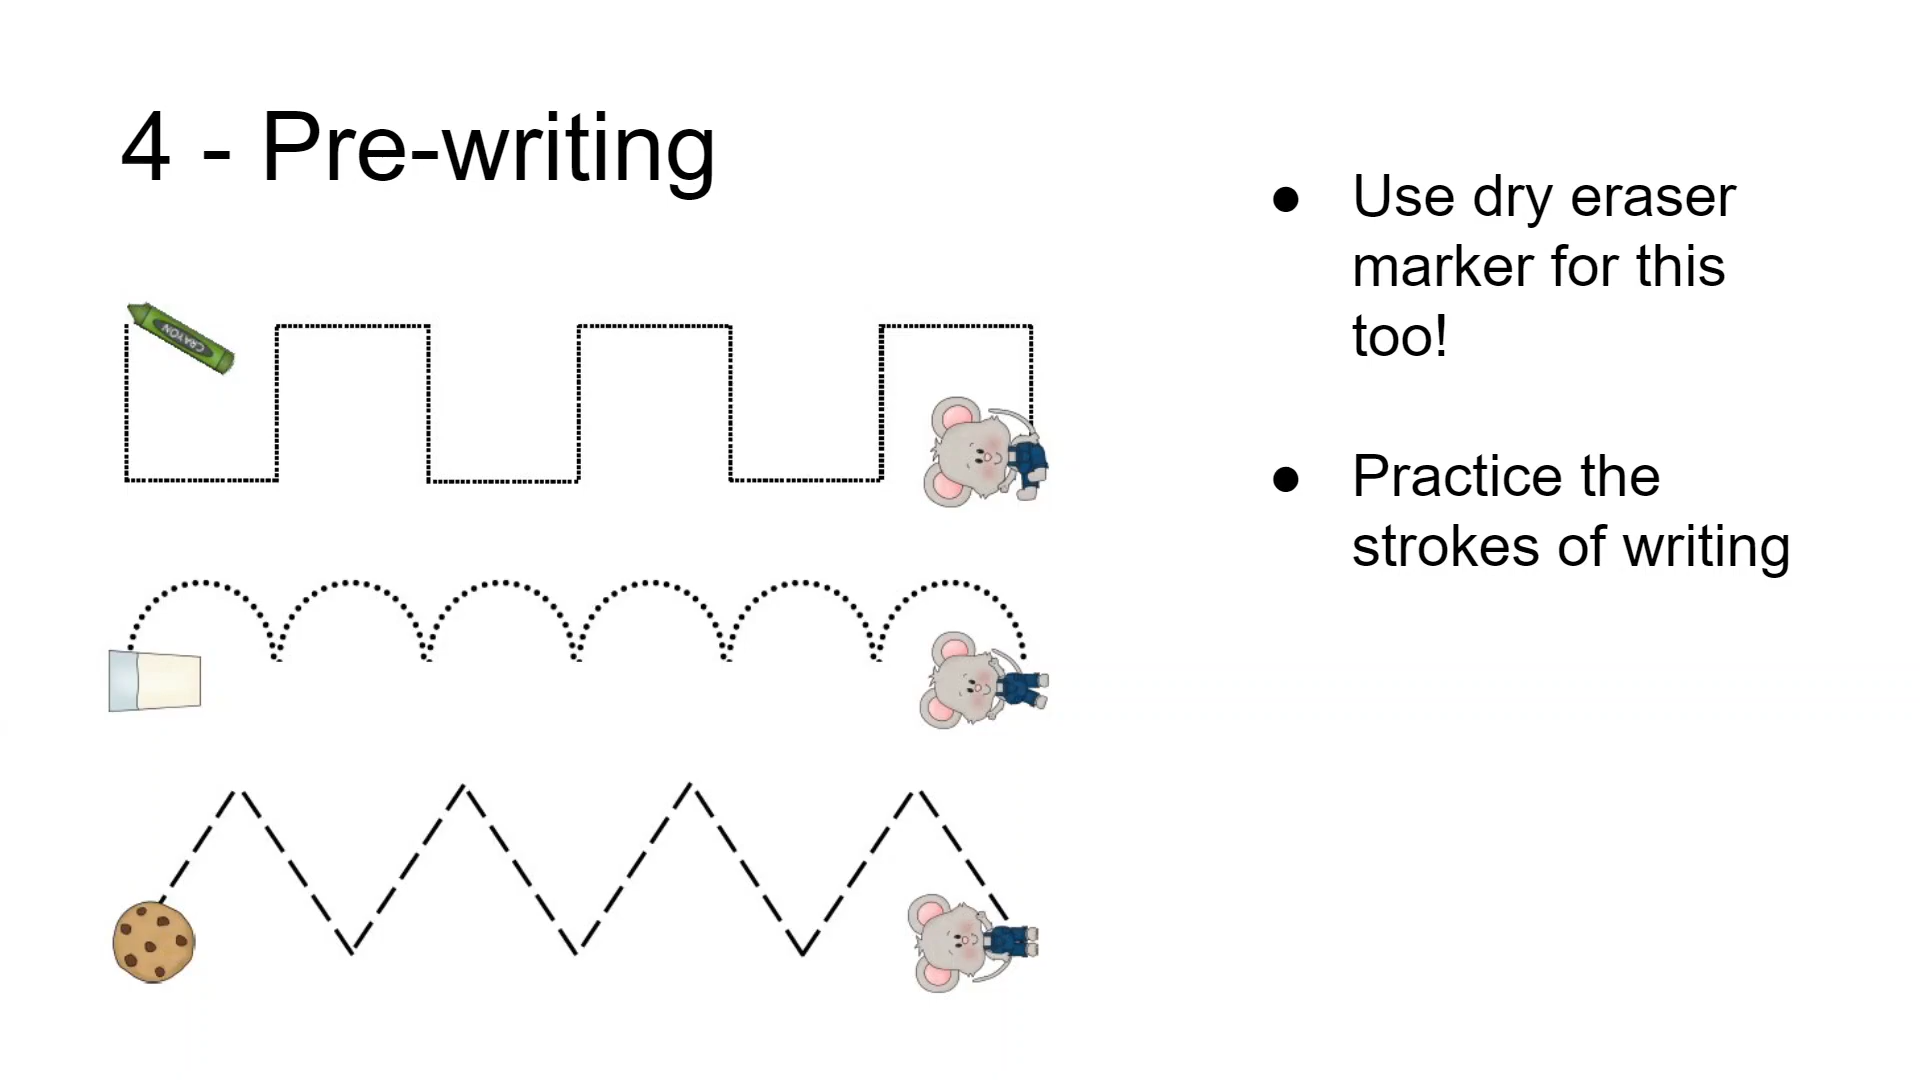 4 - Pre-writing
● Use dry eraser
marker for this
too!
● Practice the
strokes of writing
CRAYON